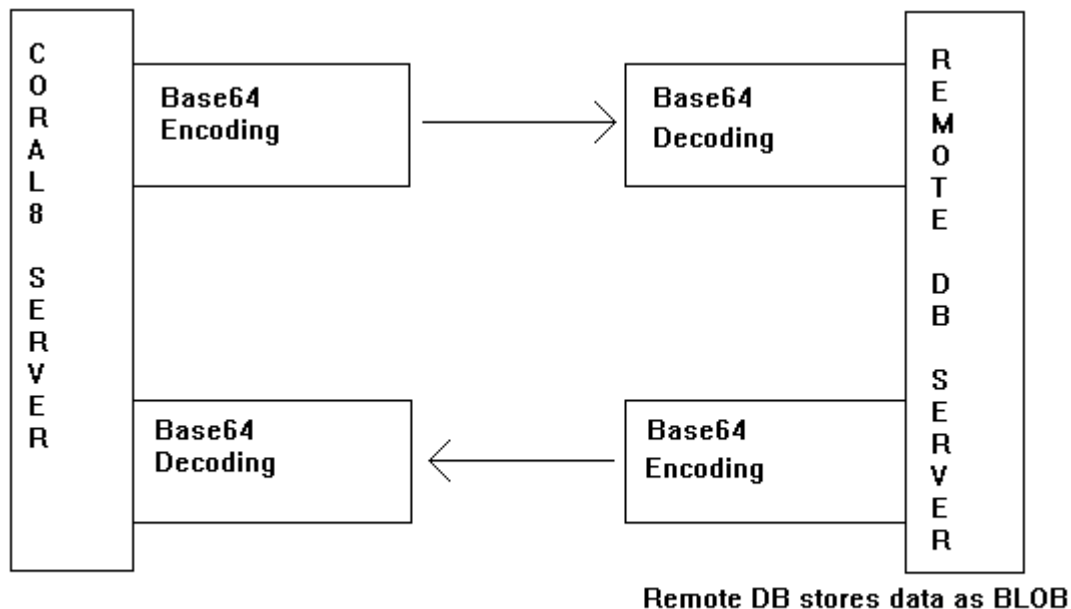 CORAL8 SERVER
Base64
Encoding
Base64
Decoding
REMOTE DB SERVER
Base64
Decoding
Base64
Encoding
Remote DB stores data as BLOB